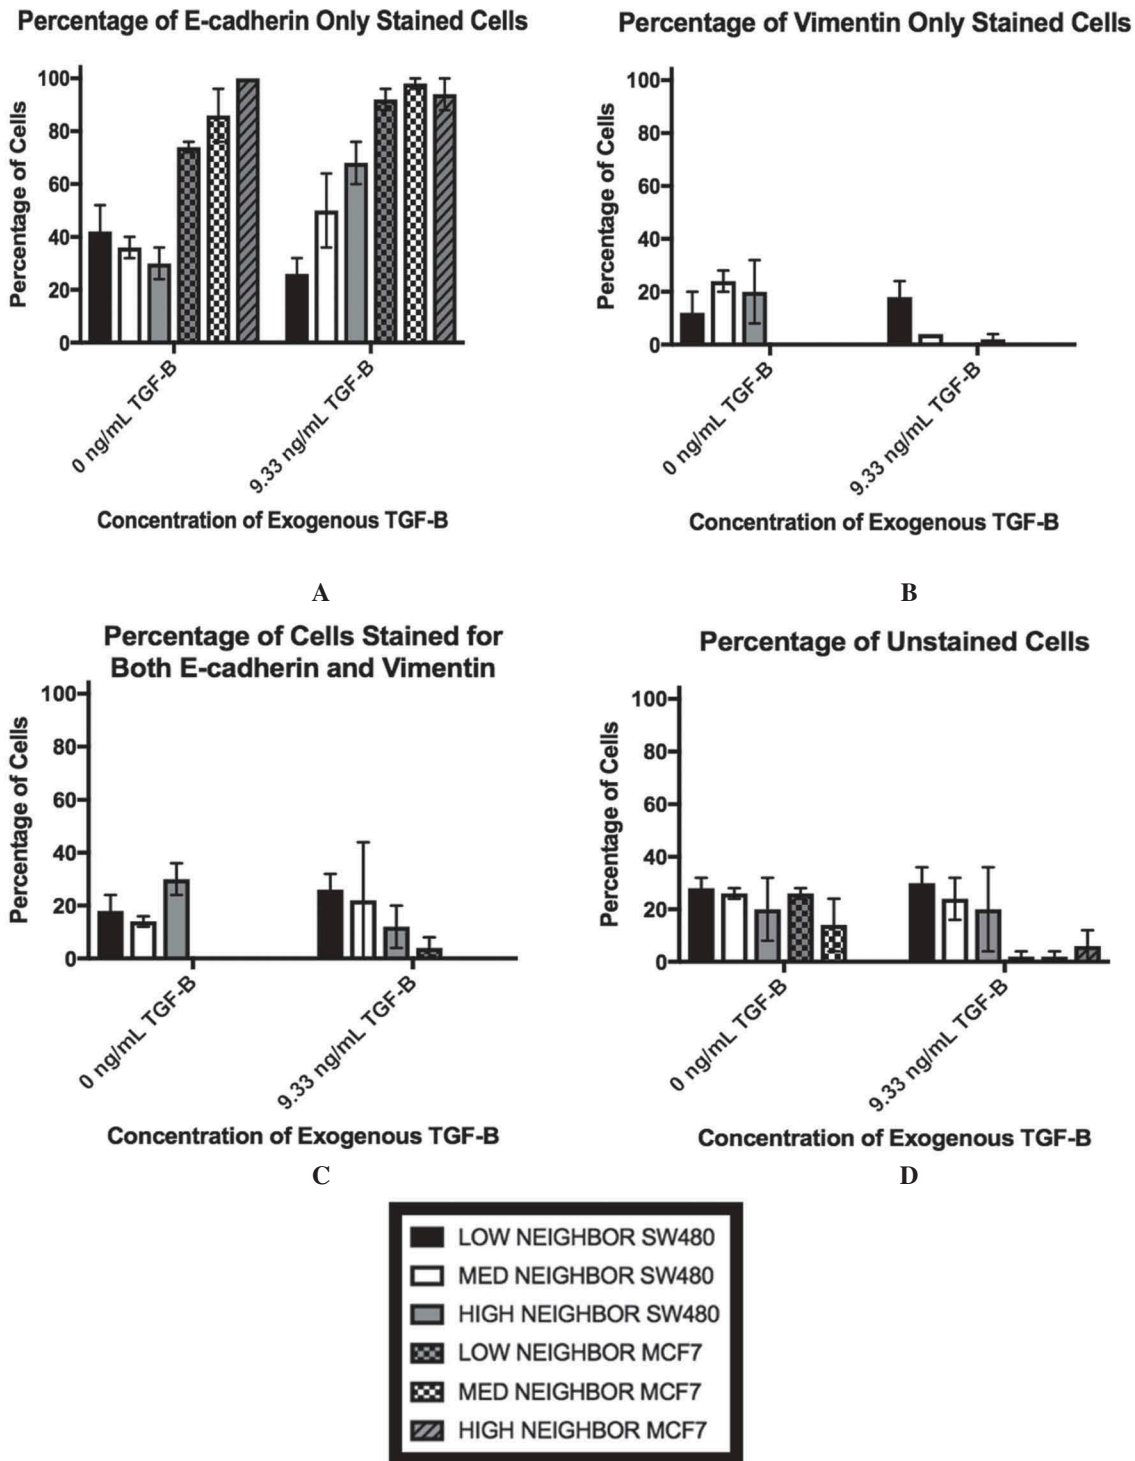 Percentage of E-cadherin Only Stained Cells
Percentage of Cells
100
80
60
40
20
0
0 ng/mL TGF-B
9.33 ng/mL TGF-B
Concentration of Exogenous TGF-B
A
Percentage of Vimentin Only Stained Cells
Percentage of Cells
100
80
60
40
20
0
0 ng/mL TGF-B
9.33 ng/mL TGF-B
Concentration of Exogenous TGF-B
B
Percentage of Cells Stained for
Both E-cadherin and Vimentin
Percentage of Cells
100
80
60
40
20
0
0 ng/mL TGF-B
9.33 ng/mL TGF-B
Concentration of Exogenous TGF-B
C
Percentage of Unstained Cells
Percentage of Cells
100
80
60
40
20
0
0 ng/mL TGF-B
9.33 ng/mL TGF-B
Concentration of Exogenous TGF-B
D
LOW NEIGHBOR SW480
MED NEIGHBOR SW480
HIGH NEIGHBOR SW480
LOW NEIGHBOR MCF7
MED NEIGHBOR MCF7
HIGH NEIGHBOR MCF7